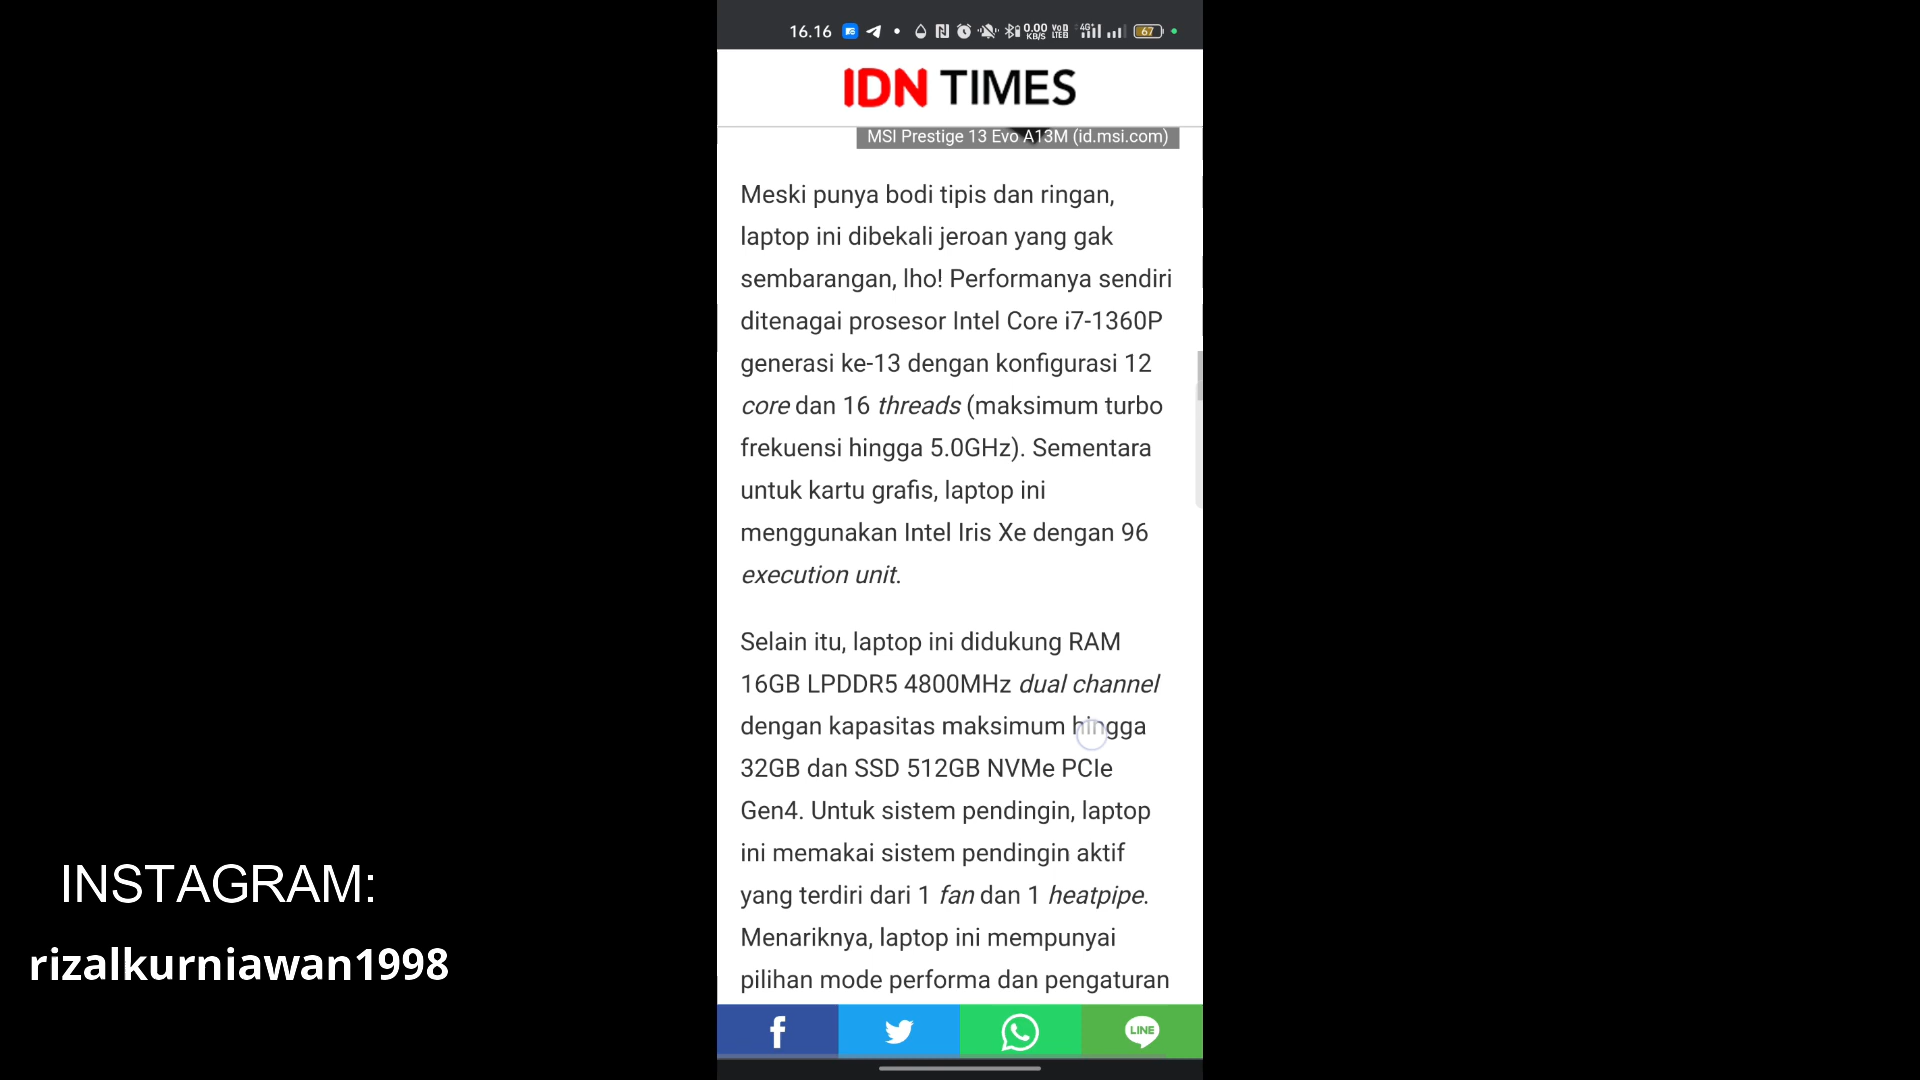 16.16
0.00
KB/S
4G+
67
IDN TIMES
MSI Prestige 13 Evo A13M (id.msi.com)
Meski punya bodi tipis dan ringan,
laptop ini dibekali jeroan yang gak
sembarangan, lho! Performanya sendiri
ditenagai prosesor Intel Core i7-1360P
generasi ke-13 dengan konfigurasi 12
core dan 16 threads (maksimum turbo
frekuensi hingga 5.0GHz). Sementara
untuk kartu grafis, laptop ini
menggunakan Intel Iris Xe dengan 96
execution unit.
Selain itu, laptop ini didukung RAM
16GB LPDDR5 4800MHz dual channel
dengan kapasitas maksimum hingga
32GB dan SSD 512GB NVMe PCIe
Gen4. Untuk sistem pendingin, laptop
ini memakai sistem pendingin aktif
yang terdiri dari 1 fan dan 1 heatpipe.
Menariknya, laptop ini mempunyai
pilihan mode performa dan pengaturan
LINE
INSTAGRAM:
rizalkurniawan1998